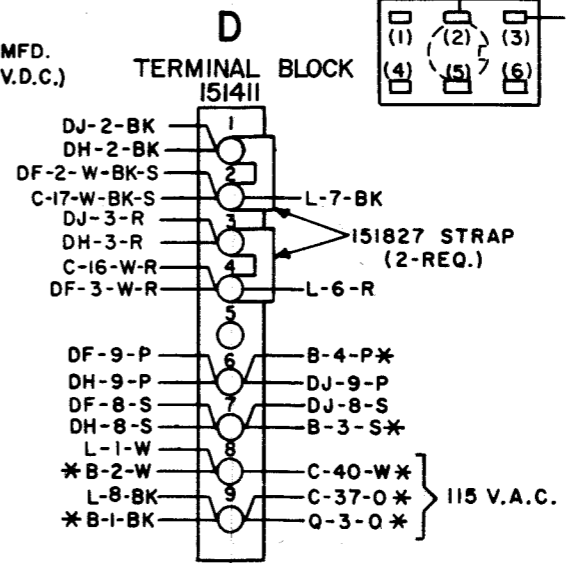 MFD.
V.D.C.)
D
TERMINAL BLOCK
151411
(1) (2) (3)
(4) (5) (6)
DJ-2-BK 1
DH-2-BK
DF-2-W-BK-S 2
C-17-W-BK-S L-7-BK
DJ-3-R 3
DH-3-R
151827 STRAP
(2-REQ.)
C-16-W-R 4
DF-3-W-R L-6-R
5
DF-9-P 6 B-4-P*
DH-9-P DJ-9-P
DF-8-S 7 DJ-8-S
DH-8-S B-3-S*
L-1-W 8
*B-2-W C-40-W*
L-8-BK 9 C-37-O*
*B-1-BK Q-3-O*
115 V.A.C.